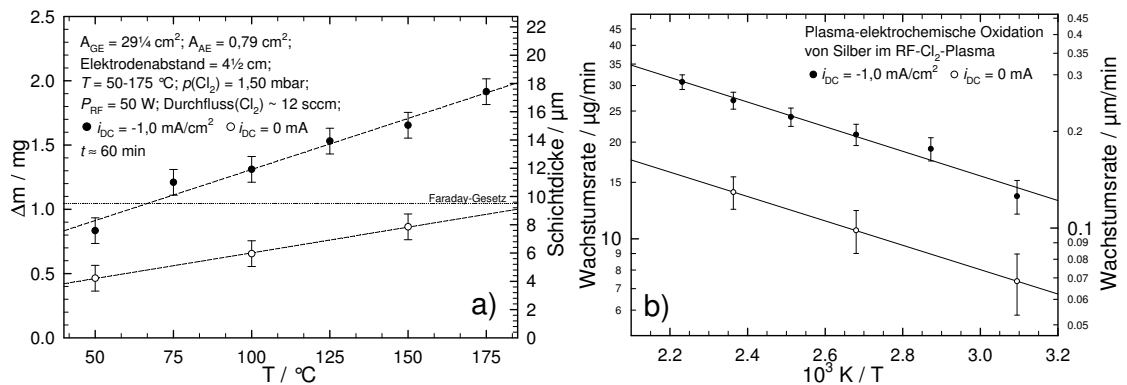 2.5
2.0
1.5
1.0
0.5
0.0
Δm / mg
A_GE = 29¼ cm²; A_AE = 0,79 cm²;
Elektrodenabstand = 4½ cm;
T = 50-175 °C; p(Cl₂) = 1,50 mbar;
P_RF = 50 W; Durchfluss(Cl₂) ~ 12 sccm;
● i_DC = -1,0 mA/cm² ○ i_DC = 0 mA
t ≈ 60 min
Faraday-Gesetz
a)
50 75 100 125 150 175
T / °C
22
20
18
16
14
12
10
8
6
4
2
0
Schichtdicke / µm
45
35
30
25
20
15
10
9
8
7
6
Wachstumsrate / µg/min
Plasma-elektrochemische Oxidation
von Silber im RF-Cl₂-Plasma
● i_DC = -1,0 mA/cm² ○ i_DC = 0 mA
b)
2.2 2.4 2.6 2.8 3.0 3.2
10³ K / T
0.45
0.4
0.3
0.2
0.1
0.09
0.08
0.07
0.06
0.05
Wachstumsrate / µm/min